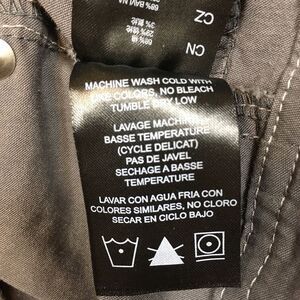 CZ
CN
MACHINE WASH COLD WITH
LIKE COLORS, NO BLEACH
TUMBLE DRY LOW
LAVAGE MACHINE
BASSE TEMPERATURE
(CYCLE DELICAT)
PAS DE JAVEL
SECHAGE A BASSE
TEMPERATURE
LAVAR CON AGUA FRIA CON
COLORES SIMILARES, NO CLORO
SECAR EN CICLO BAJO